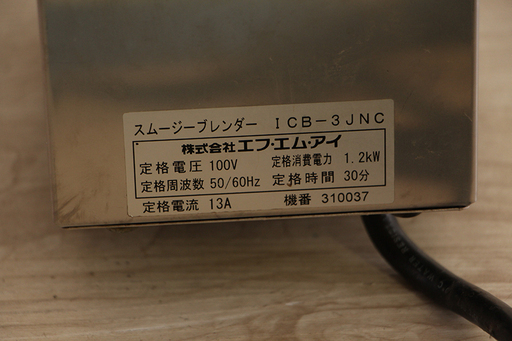 スムージーブレンダー ICB-3JNC
株式会社エフ・エム・アイ
定格電圧 100V 定格消費電力 1.2kW
定格周波数 50/60Hz 定格時間 30分
定格電流 13A 機番 310037